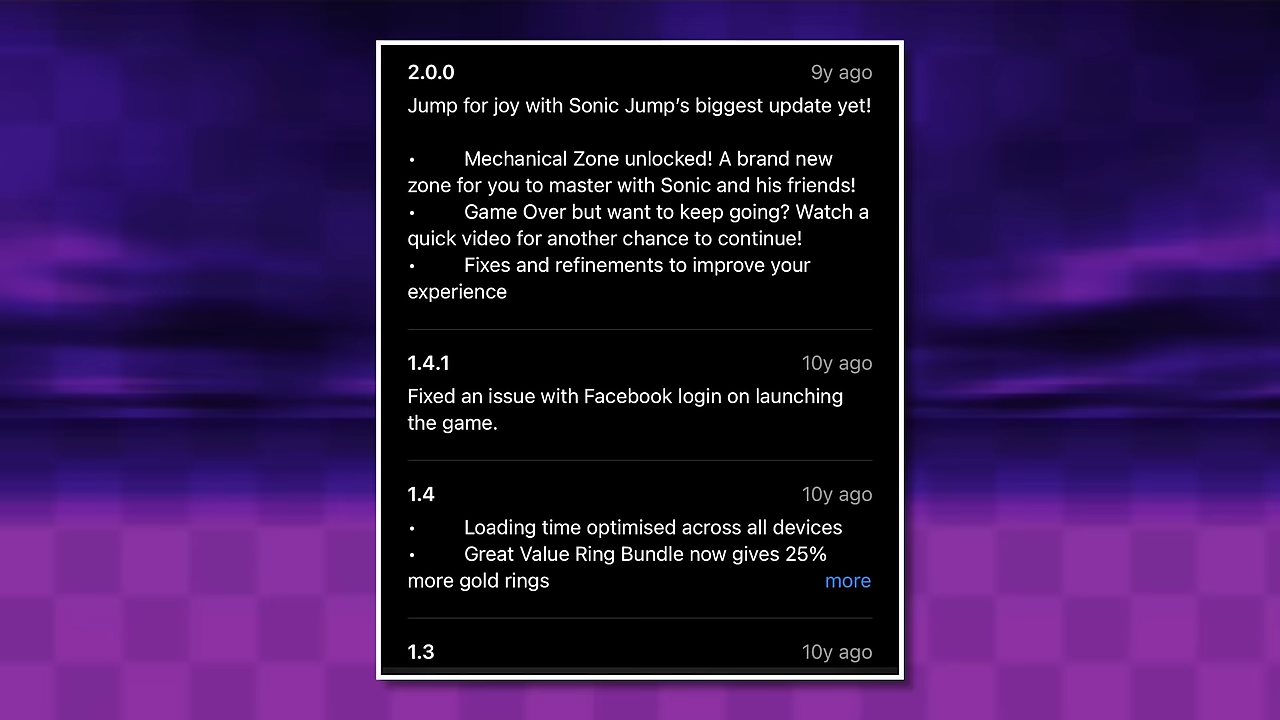 2.0.0 9y ago
Jump for joy with Sonic Jump’s biggest update yet!
• Mechanical Zone unlocked! A brand new
zone for you to master with Sonic and his friends!
• Game Over but want to keep going? Watch a
quick video for another chance to continue!
• Fixes and refinements to improve your
experience
1.4.1 10y ago
Fixed an issue with Facebook login on launching
the game.
1.4 10y ago
• Loading time optimised across all devices
• Great Value Ring Bundle now gives 25%
more gold rings more
1.3 10y ago